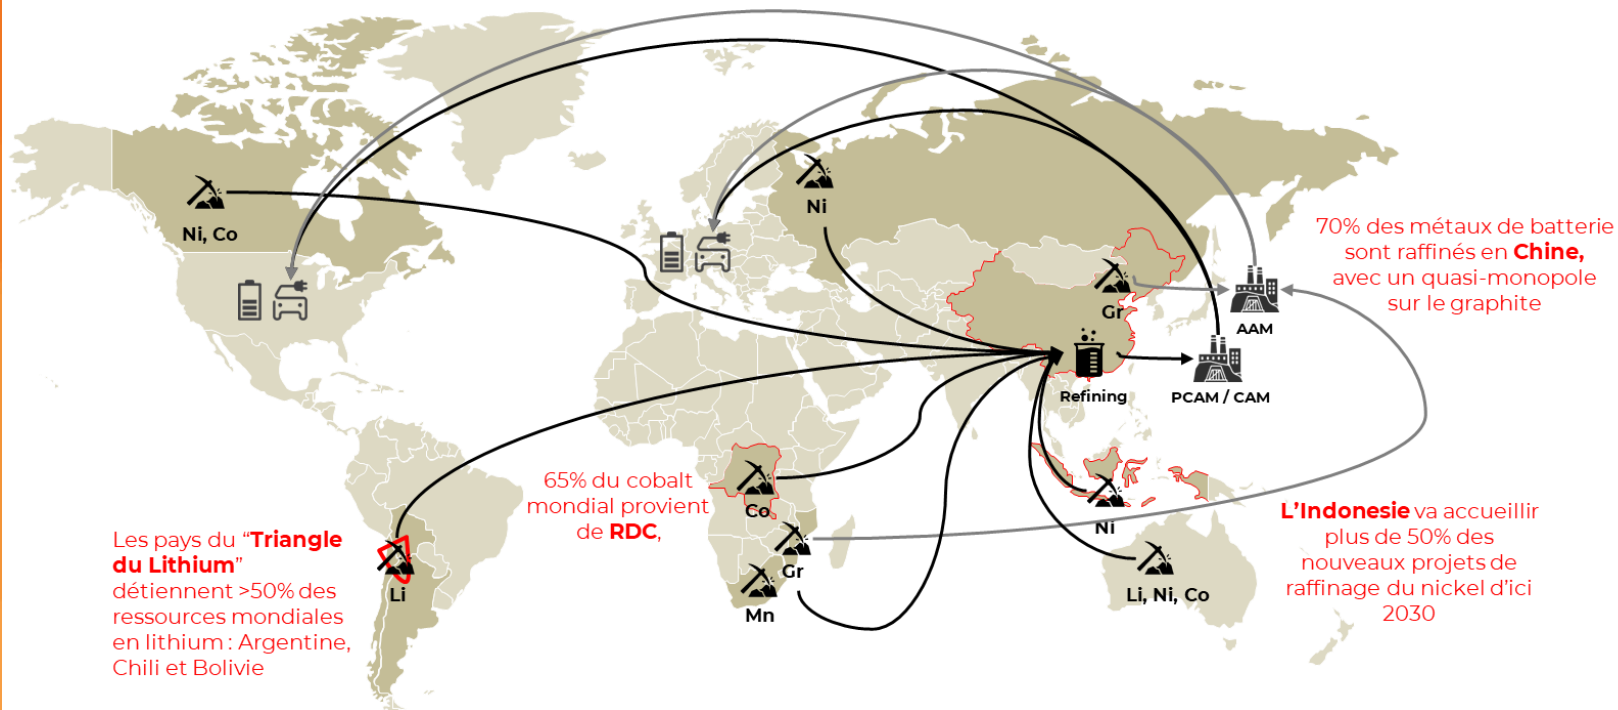 Ni, Co
Ni
70% des métaux de batterie
sont raffinés en Chine,
avec un quasi-monopole
sur le graphite
Gr
AAM
Refining
PCAM / CAM
65% du cobalt
mondial provient
de RDC,
Co
Ni
L'Indonesie va accueillir
plus de 50% des
nouveaux projets de
raffinage du nickel d'ici
2030
Les pays du “Triangle
du Lithium”
détiennent >50% des
ressources mondiales
en lithium : Argentine,
Chili et Bolivie
Li
Gr
Mn
Li, Ni, Co